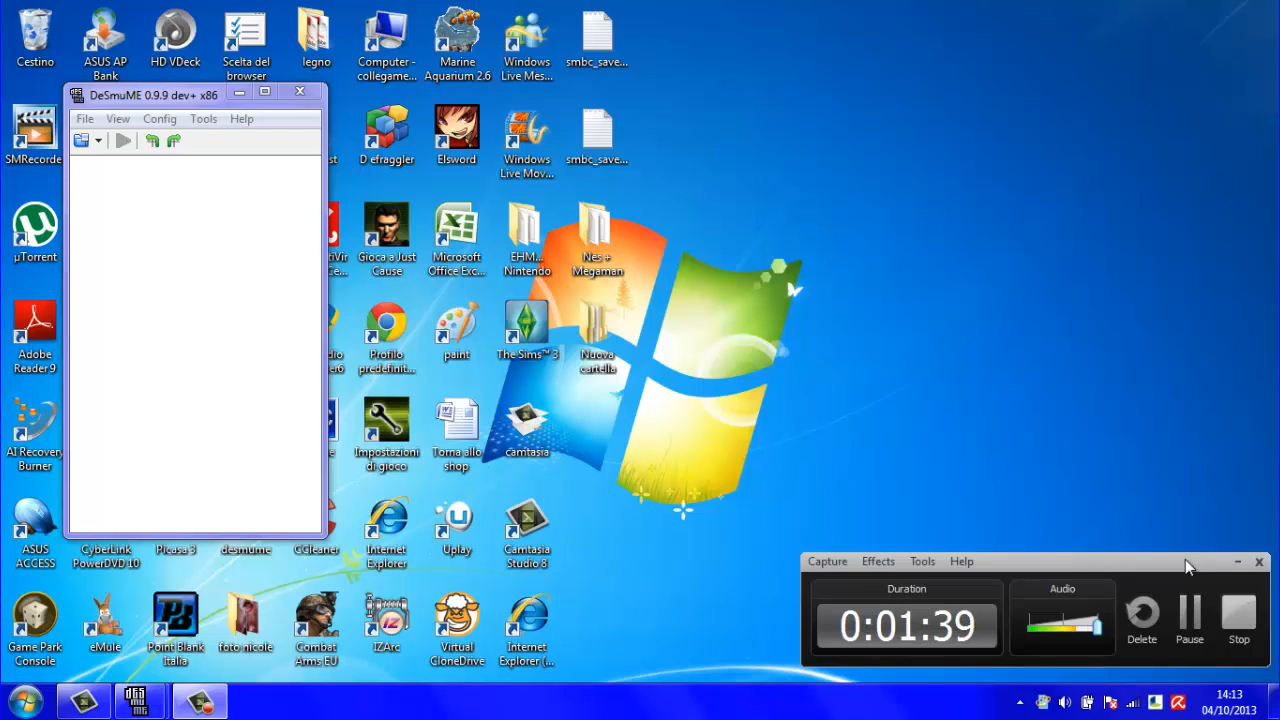 Cestino
ASUS AP
Bank
HD VDeck
Scelta del
browser
legno
Computer -
collegame...
Marine
Aquarium 2.6
Windows
Live Mes...
smbc_save...
DeSmuME 0.9.9 dev+ x86
File View Config Tools Help
SMRecorde
D efraggler
Elsword
Windows
Live Mov...
smbc_save...
µTorrent
Gioca a Just
Cause
Microsoft
Office Exc...
EHM...
Nintendo
Nes +
Megaman
Adobe
Reader 9
Profilo
predefinit...
paint
The Sims™ 3
Nuova
cartella
AI Recovery
Burner
Impostazioni
di gioco
Torna allo
shop
camtasia
ASUS
ACCESS
CyberLink
PowerDVD 10
Picasa 3
desmume
CCleaner
Internet
Explorer
Uplay
Camtasia
Studio 8
Game Park
Console
eMule
Point Blank
Italia
foto nicole
Combat
Arms EU
IZArc
Virtual
CloneDrive
Internet
Explorer (...
Capture Effects Tools Help
Duration
0:01:39
Audio
Delete
Pause
Stop
14:13
04/10/2013